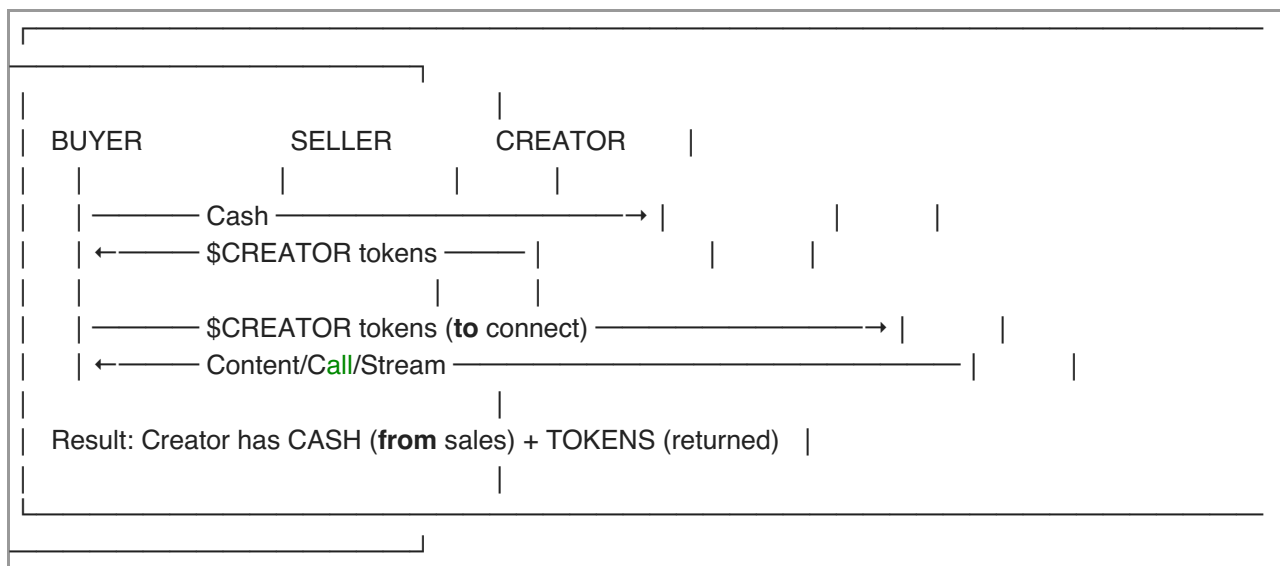 BUYER SELLER CREATOR
Cash
$CREATOR tokens
$CREATOR tokens (to connect)
Content/Call/Stream
Result: Creator has CASH (from sales) + TOKENS (returned)